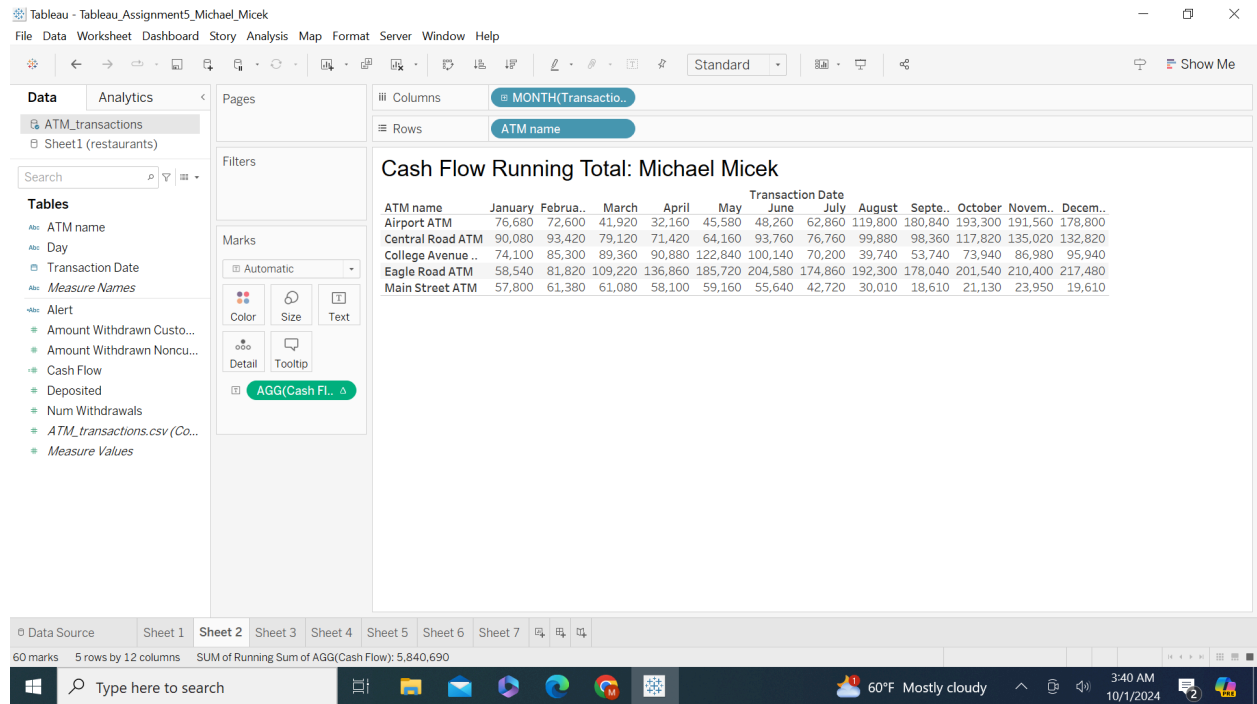 Tableau - Tableau_Assignment5_Michael_Micek
File Data Worksheet Dashboard Story Analysis Map Format Server Window Help
Standard
Show Me
Data Analytics
ATM_transactions
Sheet1 (restaurants)
Search
Tables
Abc ATM name
Abc Day
Transaction Date
Abc Measure Names
=Abc Alert
# Amount Withdrawn Custo...
# Amount Withdrawn Noncu...
=# Cash Flow
# Deposited
# Num Withdrawals
# ATM_transactions.csv (Co...
# Measure Values
Pages
Filters
Marks
Automatic
Color Size Text
Detail Tooltip
AGG(Cash Fl..
iii Columns MONTH(Transactio..
Rows ATM name
Cash Flow Running Total: Michael Micek
Transaction Date
ATM name January Februa.. March April May June July August Septe.. October Novem.. Decem..
Airport ATM 76,680 72,600 41,920 32,160 45,580 48,260 62,860 119,800 180,840 193,300 191,560 178,800
Central Road ATM 90,080 93,420 79,120 71,420 64,160 93,760 76,760 99,880 98,360 117,820 135,020 132,820
College Avenue .. 74,100 85,300 89,360 90,880 122,840 100,140 70,200 39,740 53,740 73,940 86,980 95,940
Eagle Road ATM 58,540 81,820 109,220 136,860 185,720 204,580 174,860 192,300 178,040 201,540 210,400 217,480
Main Street ATM 57,800 61,380 61,080 58,100 59,160 55,640 42,720 30,010 18,610 21,130 23,950 19,610
Data Source Sheet 1 Sheet 2 Sheet 3 Sheet 4 Sheet 5 Sheet 6 Sheet 7
60 marks 5 rows by 12 columns SUM of Running Sum of AGG(Cash Flow): 5,840,690
Type here to search
1
60°F Mostly cloudy
3:40 AM
10/1/2024
2
PRE